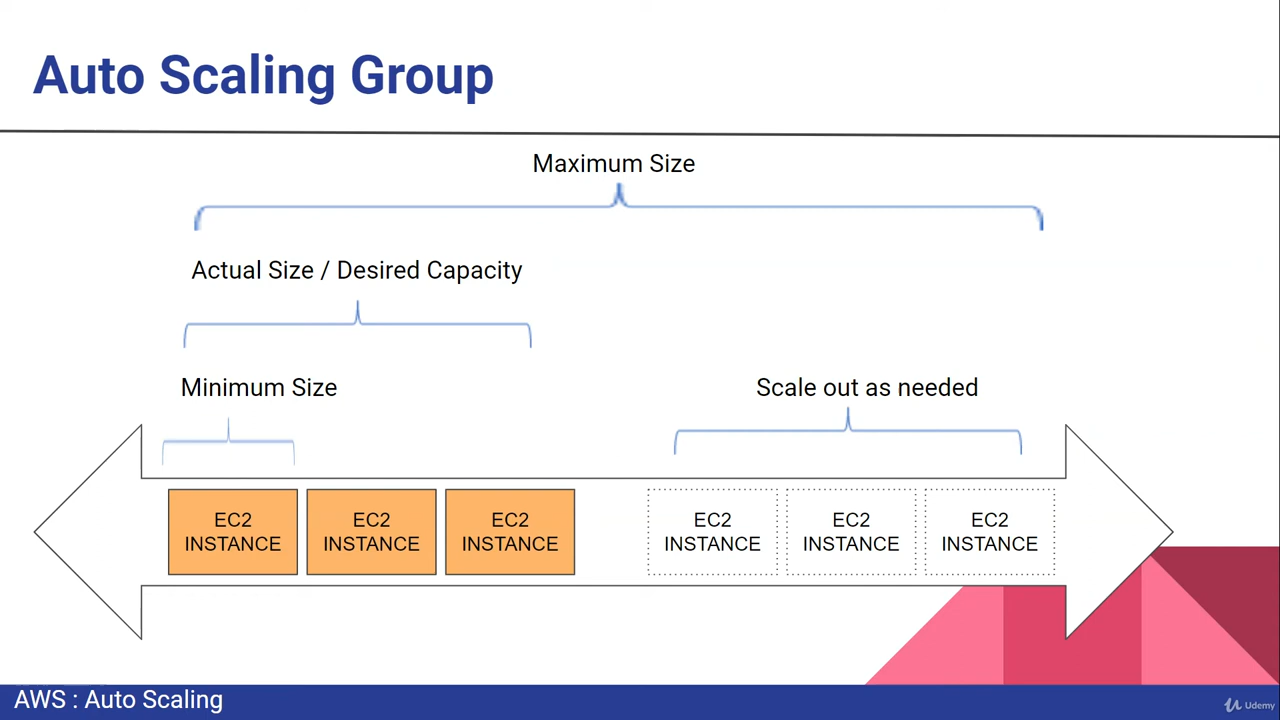 Auto Scaling Group
Maximum Size
Actual Size / Desired Capacity
Minimum Size
Scale out as needed
EC2
INSTANCE
EC2
INSTANCE
EC2
INSTANCE
EC2
INSTANCE
EC2
INSTANCE
EC2
INSTANCE
AWS : Auto Scaling
Udemy